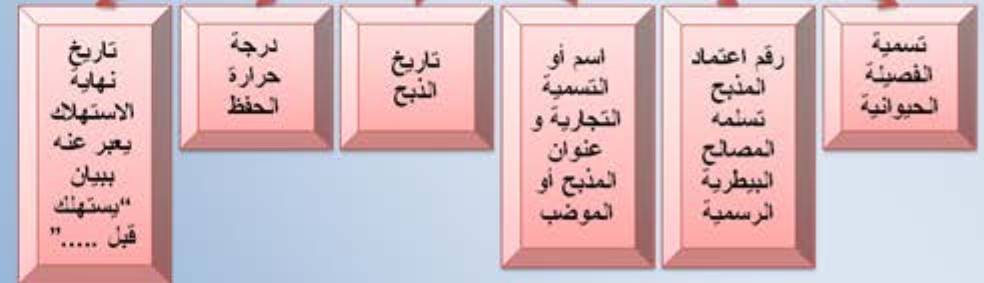 تسمية
الفصيلة
الحيوانية
رقم اعتماد
المذبح
تسلمه
المصالح
البيطرية
الرسمية
اسم أو
التسمية
التجارية و
عنوان
المذبح أو
الموضب
تاريخ
الذبح
درجة
حرارة
الحفظ
تاريخ
نهاية
الاستهلاك
يعبر عنه
ببيان
“يستهلك
قبل .....”